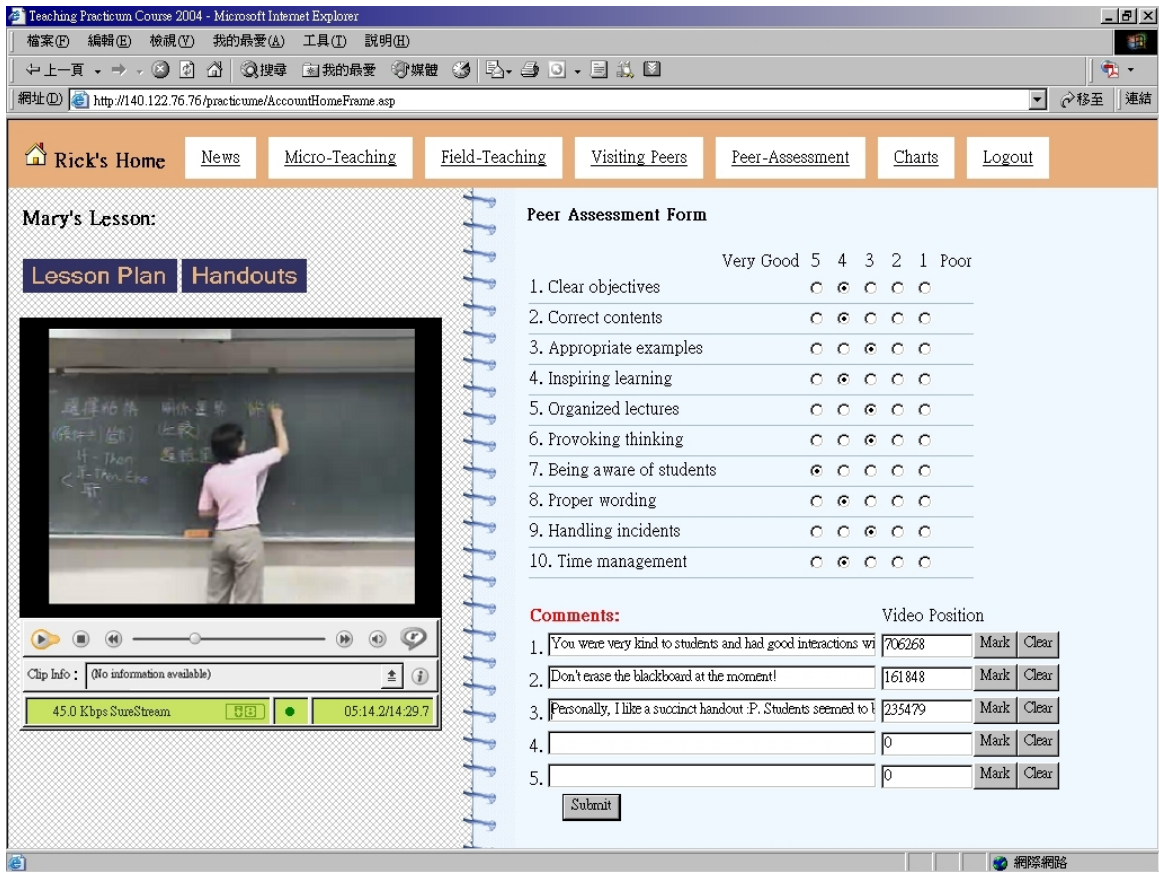 Teaching Practicum Course 2004 - Microsoft Internet Explorer
檔案(F) 編輯(E) 檢視(V) 我的最愛(A) 工具(T) 說明(H)
上一頁 搜尋 我的最愛 媒體
網址(D) http://140.122.76.76/practicume/AccountHomeFrame.asp 移至 連結
Rick's Home News Micro-Teaching Field-Teaching Visiting Peers Peer-Assessment Charts Logout
Mary's Lesson:
Lesson Plan Handouts
If - Then
Clip Info : (No information available)
45.0 Kbps SureStream 05:14.2/14:29.7
Peer Assessment Form
Very Good 5 4 3 2 1 Poor
1. Clear objectives
2. Correct contents
3. Appropriate examples
4. Inspiring learning
5. Organized lectures
6. Provoking thinking
7. Being aware of students
8. Proper wording
9. Handling incidents
10. Time management
Comments: Video Position
1. You were very kind to students and had good interactions wi 706268 Mark Clear
2. Don't erase the blackboard at the moment! 161848 Mark Clear
3. Personally, I like a succinct handout :P. Students seemed to b 235479 Mark Clear
4. 0 Mark Clear
5. 0 Mark Clear
Submit
網際網路